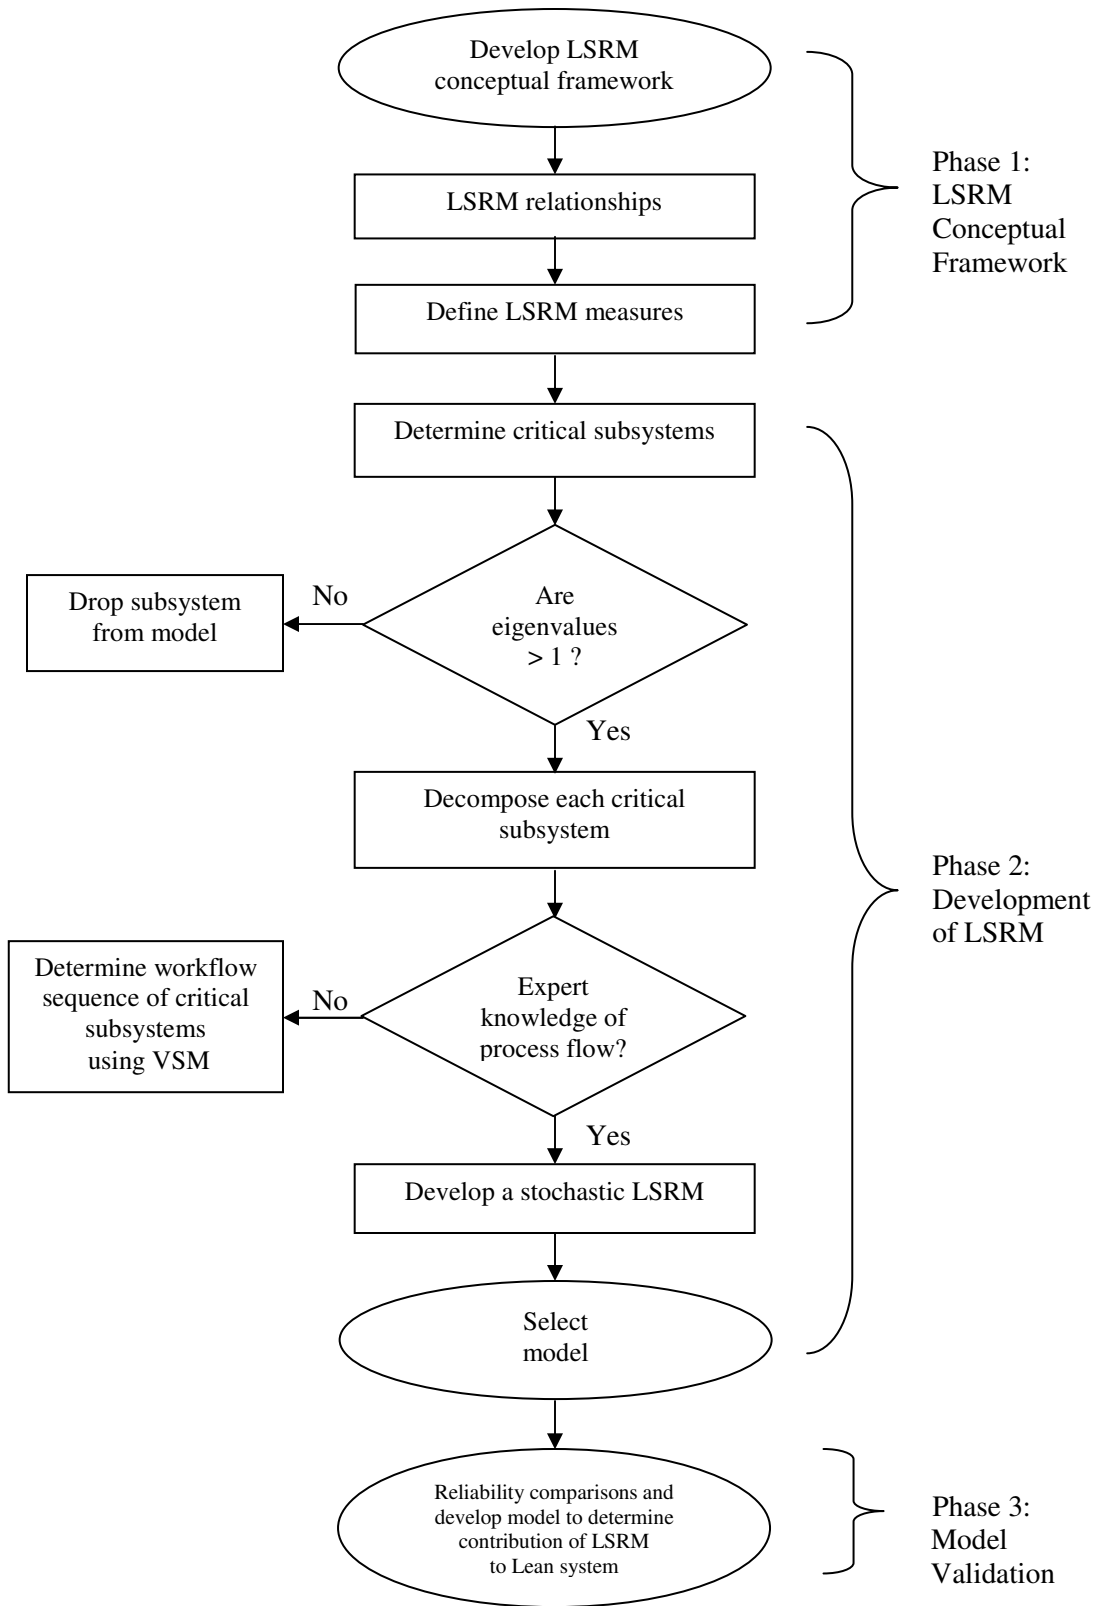 Develop LSRM
conceptual framework
Phase 1:
LSRM
Conceptual
Framework
LSRM relationships
Define LSRM measures
Determine critical subsystems
Are
eigenvalues
> 1 ?
No
Drop subsystem
from model
Yes
Decompose each critical
subsystem
Phase 2:
Development
of LSRM
Expert
knowledge of
process flow?
No
Determine workflow
sequence of critical
subsystems
using VSM
Yes
Develop a stochastic LSRM
Select
model
Reliability comparisons and
develop model to determine
contribution of LSRM
to Lean system
Phase 3:
Model
Validation